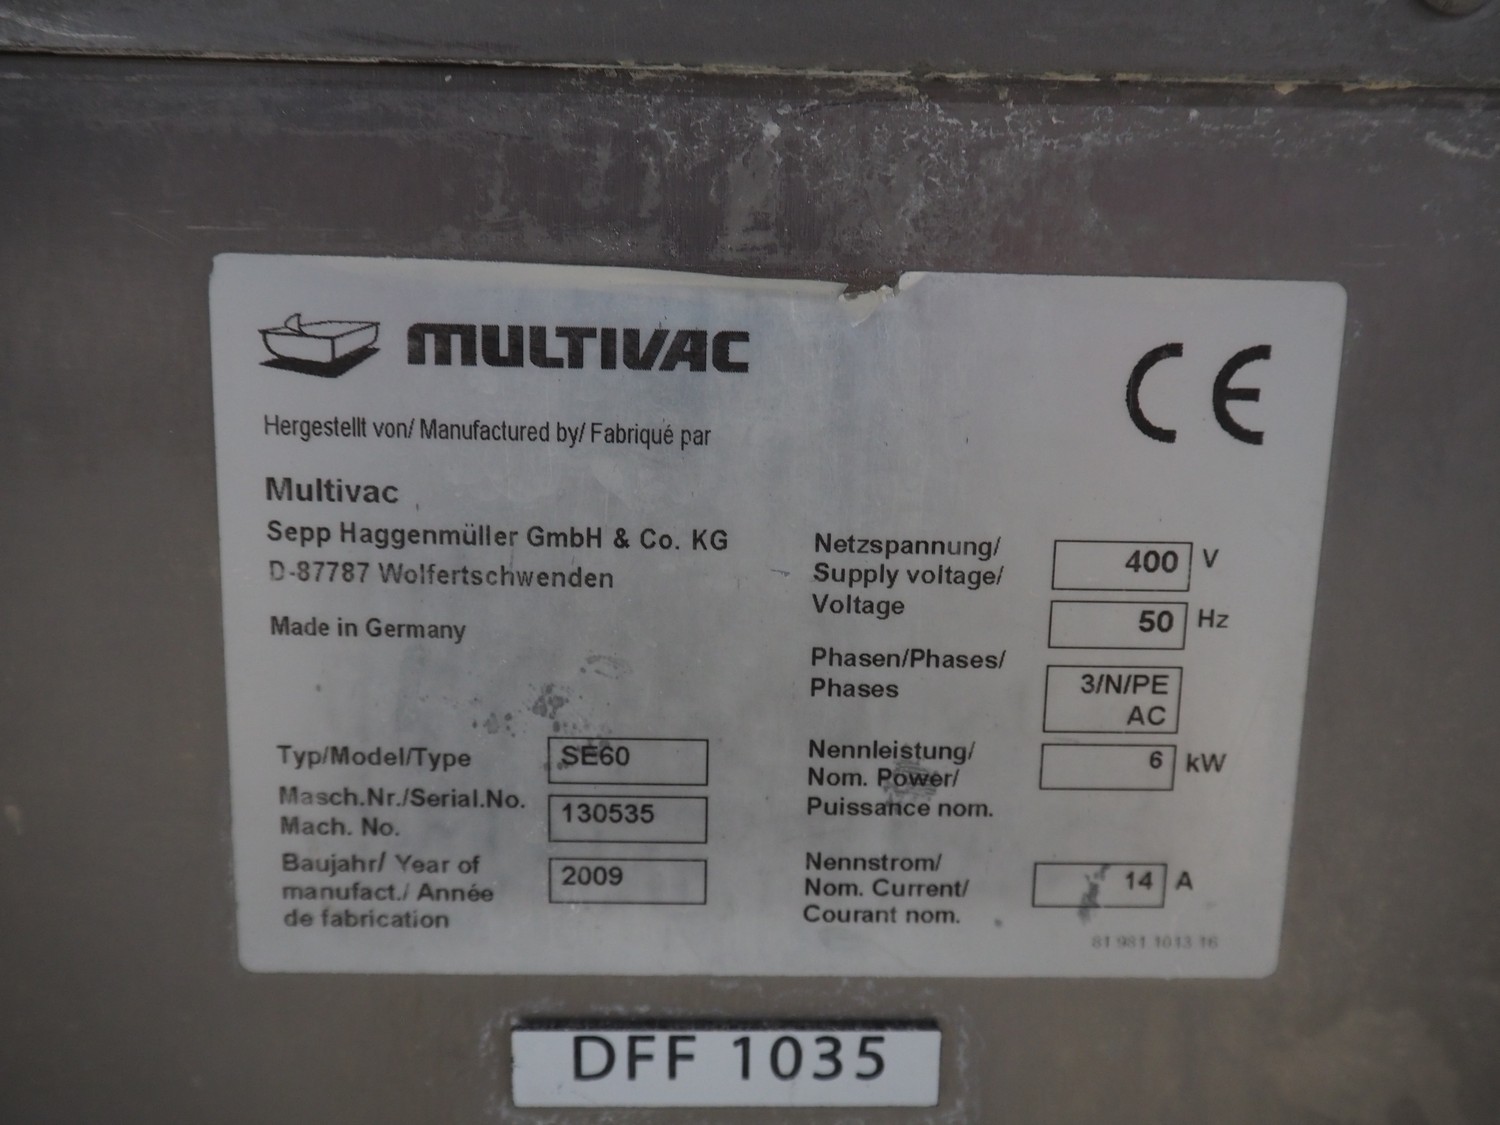 MULTIVAC
CE
Hergestellt von/ Manufactured by/ Fabriqué par
Multivac
Sepp Haggenmüller GmbH & Co. KG
D-87787 Wolfertschwenden
Made in Germany
Typ/Model/Type SE60
Masch.Nr./Serial.No.
Mach. No. 130535
Baujahr/ Year of
manufact./ Année
de fabrication 2009
Netzspannung/
Supply voltage/
Voltage
400 V
50 Hz
Phasen/Phases/
Phases
3/N/PE
AC
Nennleistung/
Nom. Power/
Puissance nom.
6 kW
Nennstrom/
Nom. Current/
Courant nom.
14 A
81 981 1013 16
DFF 1035